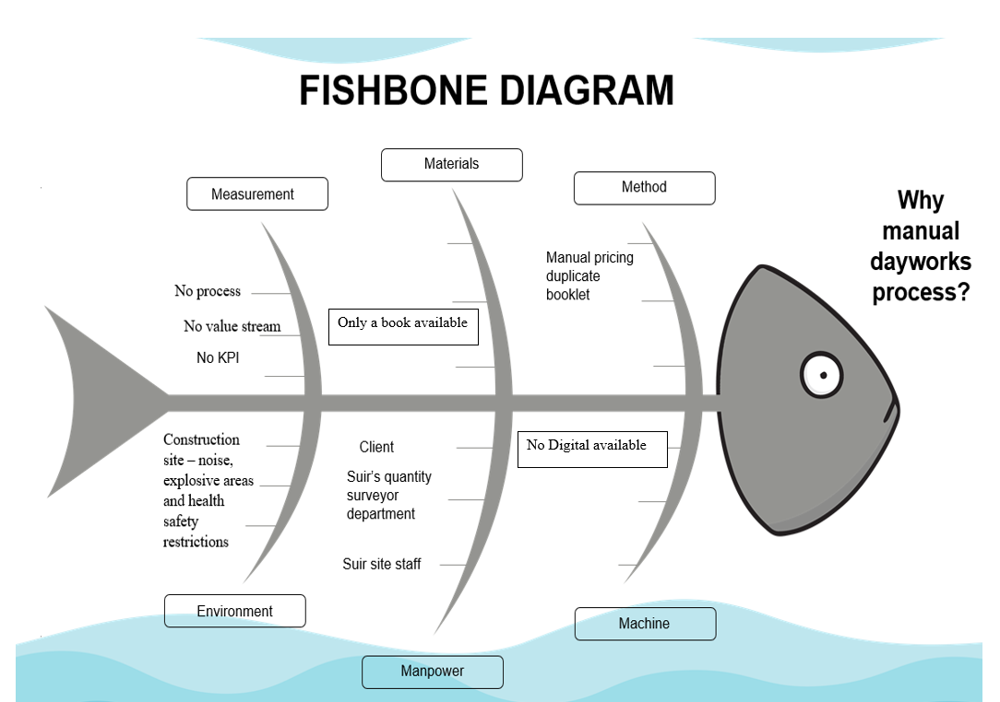 FISHBONE DIAGRAM
Measurement
Materials
Method
Why
manual
dayworks
process?
No process
No value stream
No KPI
Only a book available
Manual pricing
duplicate
booklet
Construction
site – noise,
explosive areas
and health
safety
restrictions
Client
Suir's quantity
surveyor
department
Suir site staff
No Digital available
Environment
Manpower
Machine